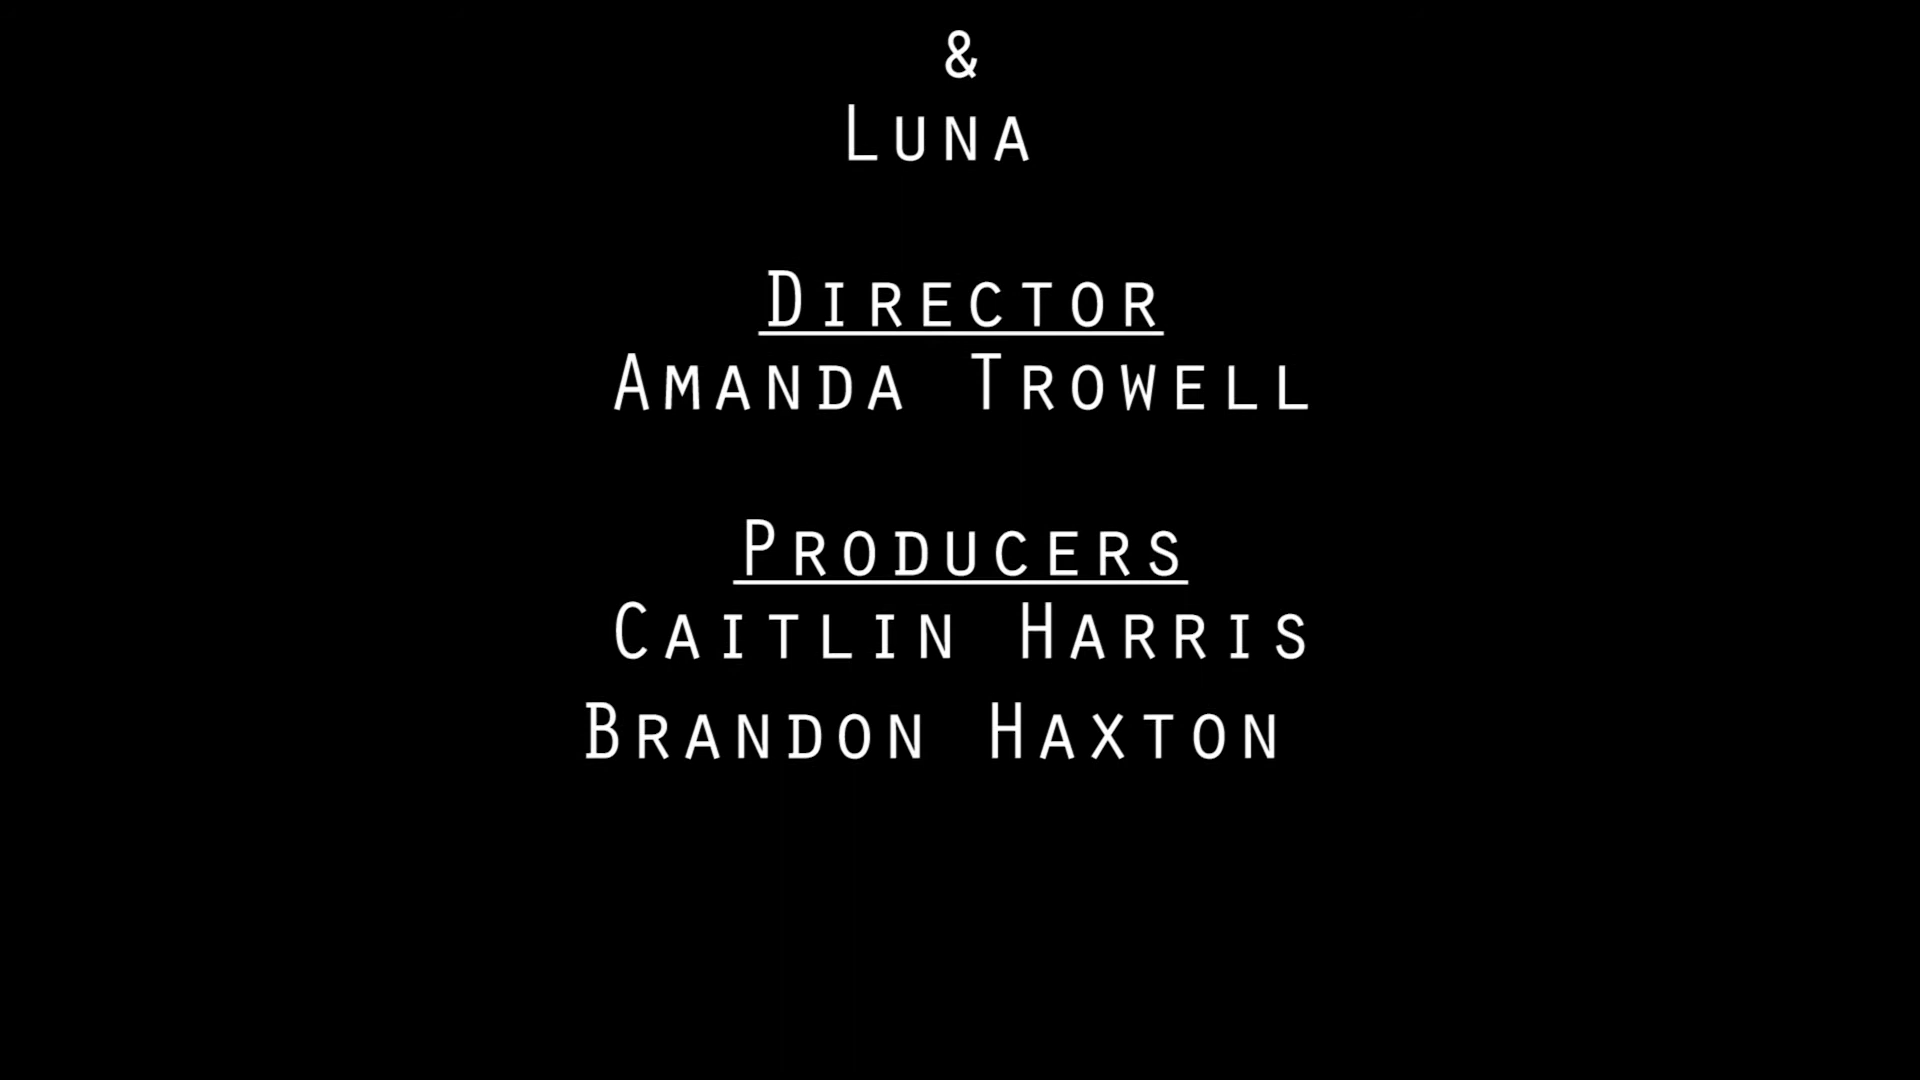 &
Luna
Director
Amanda Trowell
Producers
Caitlin Harris
Brandon Haxton